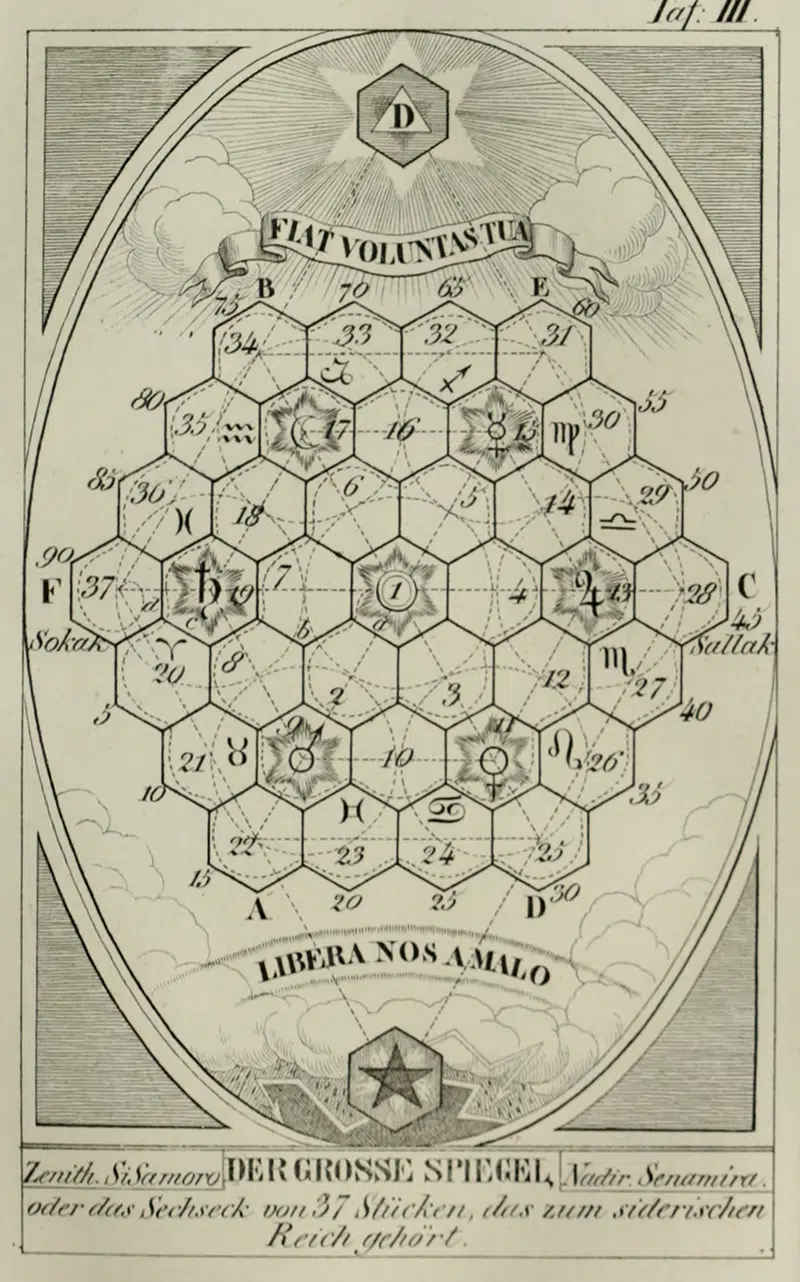 Taf: III.
D
FIAT VOLUNTAS TUA
B 70 65 E
75 60
34 33 32 31
♑ ♐
80 55
35 ♒ ☾ 17 16 ☿ 15 ♍ 30
85 50
36 ♓ 18 6 5 14 ♎ 29
90
F 37 d ♄ 19 7 1 4 ♃ 13 28 C
c b a 45
Sokak Sallak
♈ 20 8 2 3 12 ♏ 27
5 40
21 ♉ 9 ♂ 10 11 ♀ ♌ 26
10 35
♓ ♋
22 23 24 25
15 30
A 20 25 D
LIBERA NOS A MALO
Zenith. SiSamoro DER GROSSE SPIEGEL, Nadir. Senamira.
oder das Sechseck von 37 Stücken, das zum siderischen
Reich gehört.